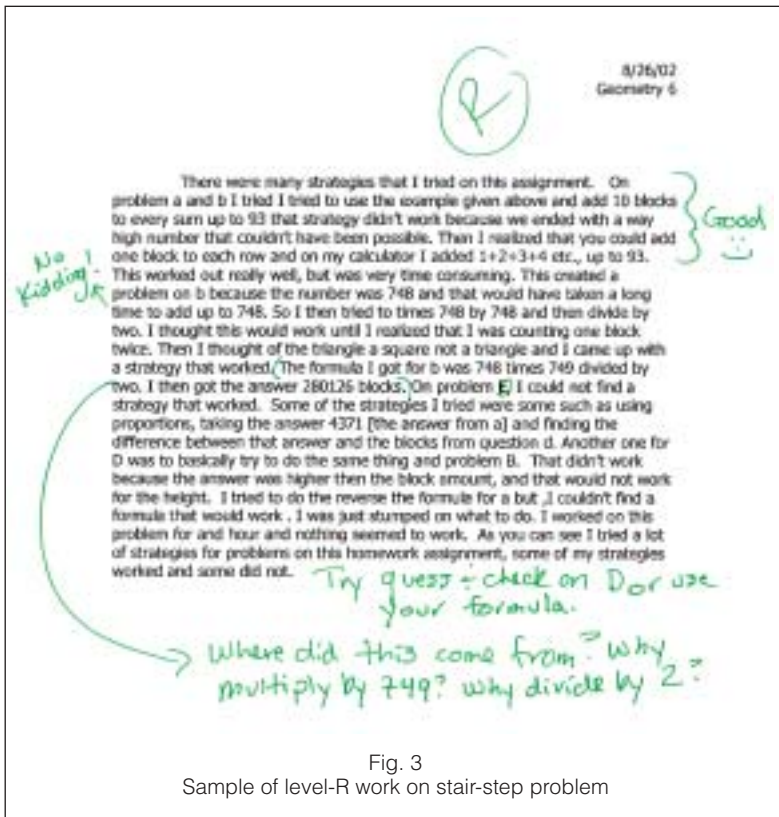 8/26/02
Geometry 6
R
There were many strategies that I tried on this assignment. On
problem a and b I tried I tried to use the example given above and add 10 blocks
to every sum up to 93 that strategy didn't work because we ended with a way
high number that couldn't have been possible. Then I realized that you could add
one block to each row and on my calculator I added 1+2+3+4 etc., up to 93.
This worked out really well, but was very time consuming. This created a
problem on b because the number was 748 and that would have taken a long
time to add up to 748. So I then tried to times 748 by 748 and then divide by
two. I thought this would work until I realized that I was counting one block
twice. Then I thought of the triangle a square not a triangle and I came up with
a strategy that worked. (The formula I got for b was 748 times 749 divided by
two. I then got the answer 280126 blocks.) On problem E I could not find a
strategy that worked. Some of the strategies I tried were some such as using
proportions, taking the answer 4371 [the answer from a] and finding the
difference between that answer and the blocks from question d. Another one for
D was to basically try to do the same thing and problem B. That didn't work
because the answer was higher then the block amount, and that would not work
for the height. I tried to do the reverse the formula for a but ,I couldn't find a
formula that would work . I was just stumped on what to do. I worked on this
problem for and hour and nothing seemed to work. As you can see I tried a lot
of strategies for problems on this homework assignment, some of my strategies
worked and some did not.
Good
No
Kidding!
Try guess + check on D or use
your formula.
Where did this come from? why
multiply by 749? why divide by 2?
Fig. 3
Sample of level-R work on stair-step problem